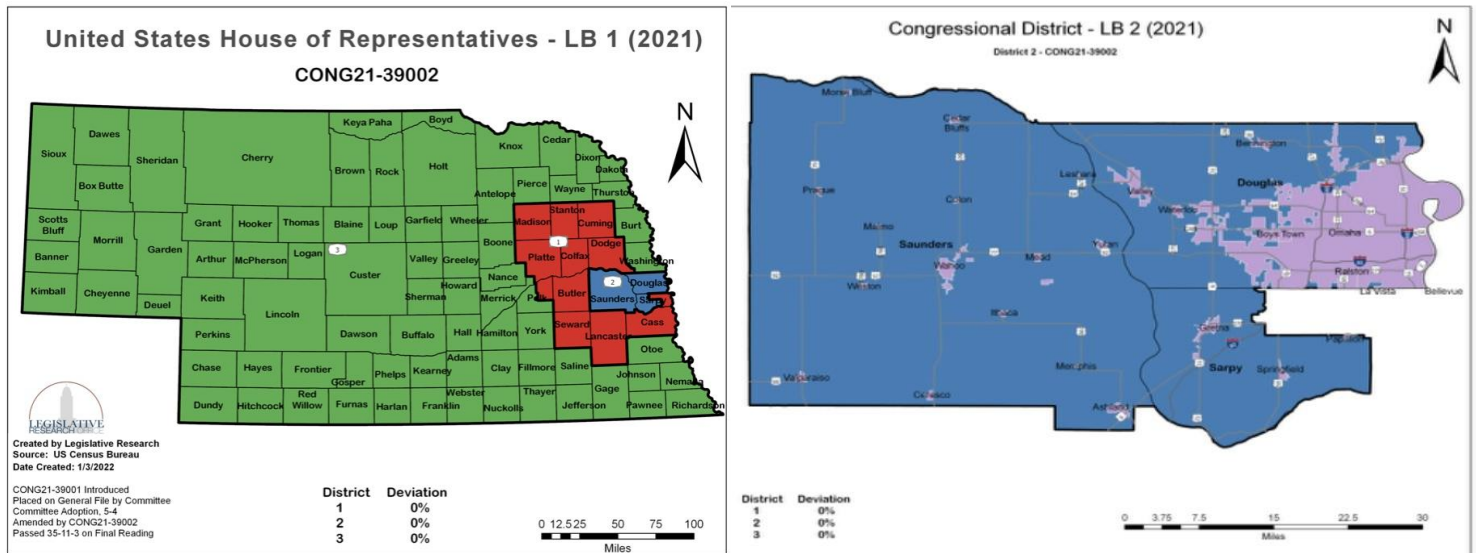 United States House of Representatives - LB 1 (2021)
CONG21-39002
N
Keya Paha
Boyd
Dawes
Sioux
Sheridan
Cherry
Brown
Rock
Holt
Knox
Cedar
Dixon
Dakota
Box Butte
Antelope
Pierce
Wayne
Thurston
Scotts
Bluff
Morrill
Garden
Grant
Hooker
Thomas
Blaine
Loup
Garfield
Wheeler
Madison
Stanton
Cuming
Burt
Banner
Arthur
McPherson
Logan
3
Custer
Valley
Greeley
Boone
Platte
1
Colfax
Dodge
Washington
Kimball
Cheyenne
Deuel
Keith
Lincoln
Sherman
Howard
Nance
Merrick
Polk
Butler
Saunders
2
Douglas
Sarpy
Perkins
Dawson
Buffalo
Hall
Hamilton
York
Seward
Lancaster
Cass
Otoe
Chase
Hayes
Frontier
Gosper
Phelps
Kearney
Adams
Clay
Fillmore
Saline
Gage
Johnson
Nemaha
Dundy
Hitchcock
Red
Willow
Furnas
Harlan
Franklin
Webster
Nuckolls
Thayer
Jefferson
Pawnee
Richardson
LEGISLATIVE
RESEARCH OFFICE
Created by Legislative Research
Source: US Census Bureau
Date Created: 1/3/2022
CONG21-39001 Introduced
Placed on General File by Committee
Committee Adoption, 5-4
Amended by CONG21-39002
Passed 35-11-3 on Final Reading
District Deviation
1 0%
2 0%
3 0%
0 12.525 50 75 100
Miles
Congressional District - LB 2 (2021)
District 2 - CONG21-39002
N
Morse Bluff
Cedar
Bluffs
Bennington
Leshara
Prague
Valley
Douglas
Colon
Waterloo
Malmo
Boys Town
Omaha
Saunders
Yutan
Mead
Wahoo
Ralston
Weston
La Vista
Bellevue
Ithaca
Gretna
Papillion
Memphis
Sarpy
Springfield
Valparaiso
Ceresco
Ashland
District Deviation
1 0%
2 0%
3 0%
0 3.75 7.5 15 22.5 30
Miles